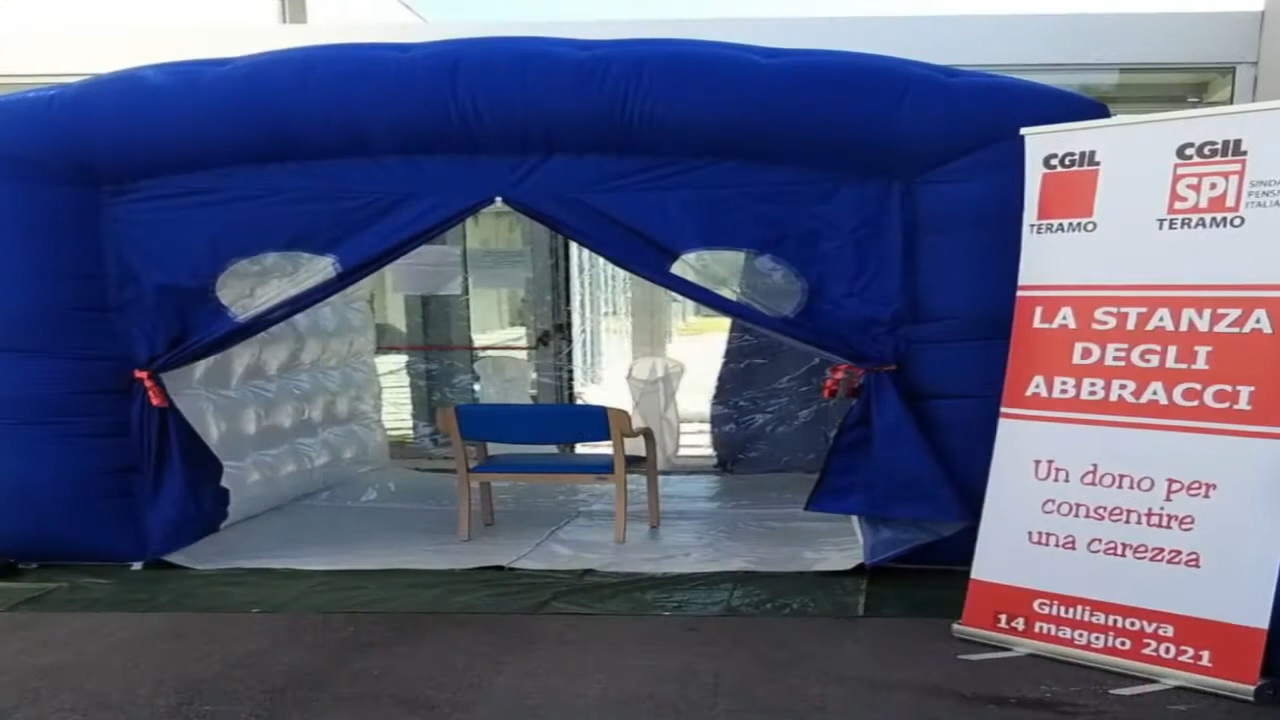 CGIL
TERAMO
CGIL
SPI
TERAMO
LA STANZA
DEGLI
ABBRACCI
Un dono per
consentire
una carezza
Giulianova
14 maggio 2021